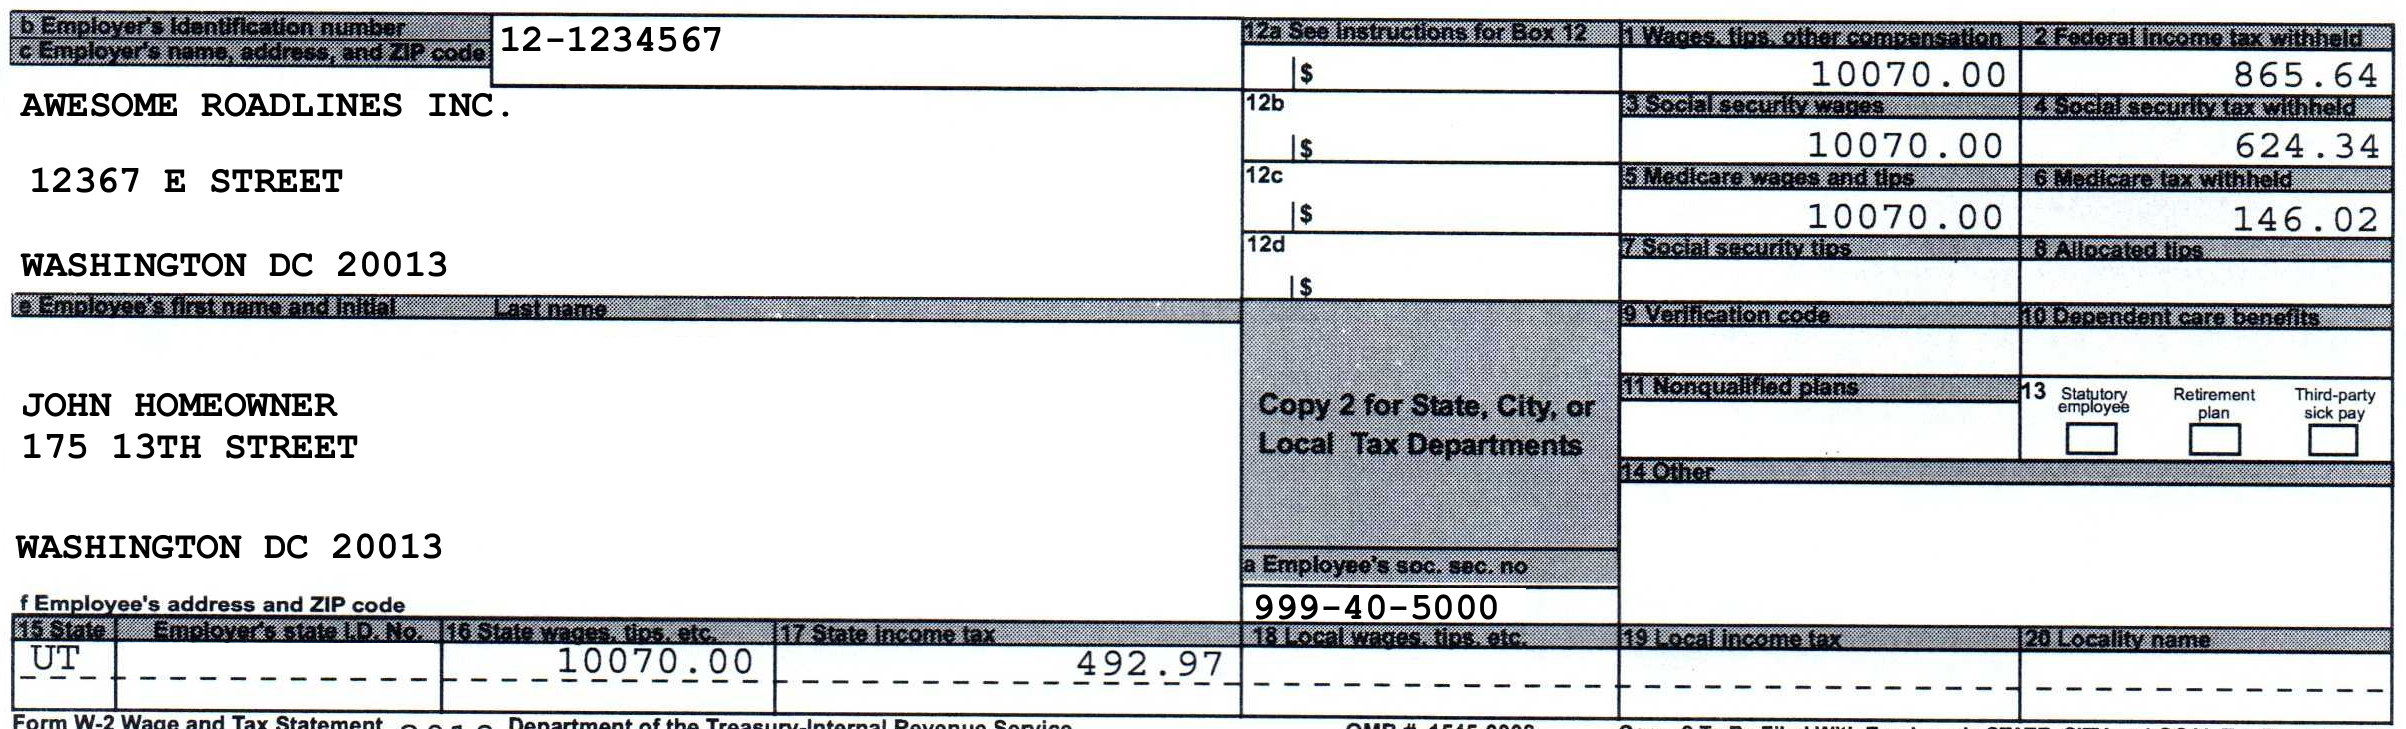 b Employer's Identification number
12-1234567
c Employer's name, address, and ZIP code
AWESOME ROADLINES INC.
12367 E STREET
WASHINGTON DC 20013
12a See Instructions for Box 12
$
12b
$
12c
$
12d
$
1 Wages, tips, other compensation
10070.00
2 Federal income tax withheld
865.64
3 Social security wages
10070.00
4 Social security tax withheld
624.34
5 Medicare wages and tips
10070.00
6 Medicare tax withheld
146.02
7 Social security tips
8 Allocated tips
e Employee's first name and initial Last name
JOHN HOMEOWNER
175 13TH STREET
WASHINGTON DC 20013
f Employee's address and ZIP code
Copy 2 for State, City, or
Local Tax Departments
a Employee's soc. sec. no
999-40-5000
9 Verification code
10 Dependent care benefits
11 Nonqualified plans
13 Statutory employee
Retirement plan
Third-party sick pay
14 Other
15 State Employer's state I.D. No.
UT
16 State wages, tips, etc.
10070.00
17 State income tax
492.97
18 Local wages, tips, etc.
19 Local income tax
20 Locality name
Form W-2 Wage and Tax Statement Department of the Treasury-Internal Revenue Service